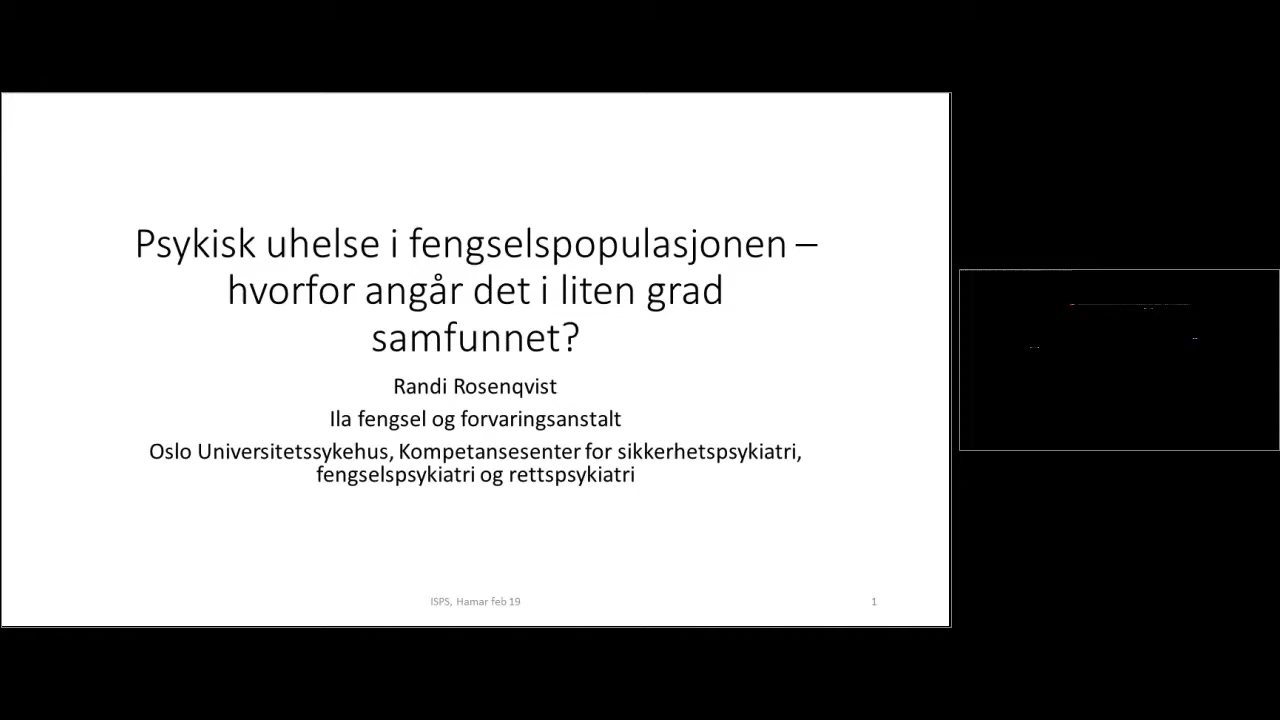 Psykisk uhelse i fengselspopulasjonen –
hvorfor angår det i liten grad
samfunnet?
Randi Rosenqvist
Ila fengsel og forvaringsanstalt
Oslo Universitetssykehus, Kompetansesenter for sikkerhetspsykiatri,
fengselspsykiatri og rettspsykiatri
ISPS, Hamar feb 19
1